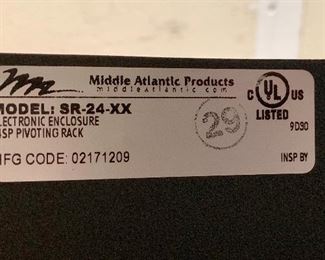 Middle Atlantic Products
middleatlantic.com
MODEL: SR-24-XX
ELECTRONIC ENCLOSURE
SP PIVOTING RACK
MFG CODE: 02171209
29
C UL US
LISTED
9D30
INSP BY